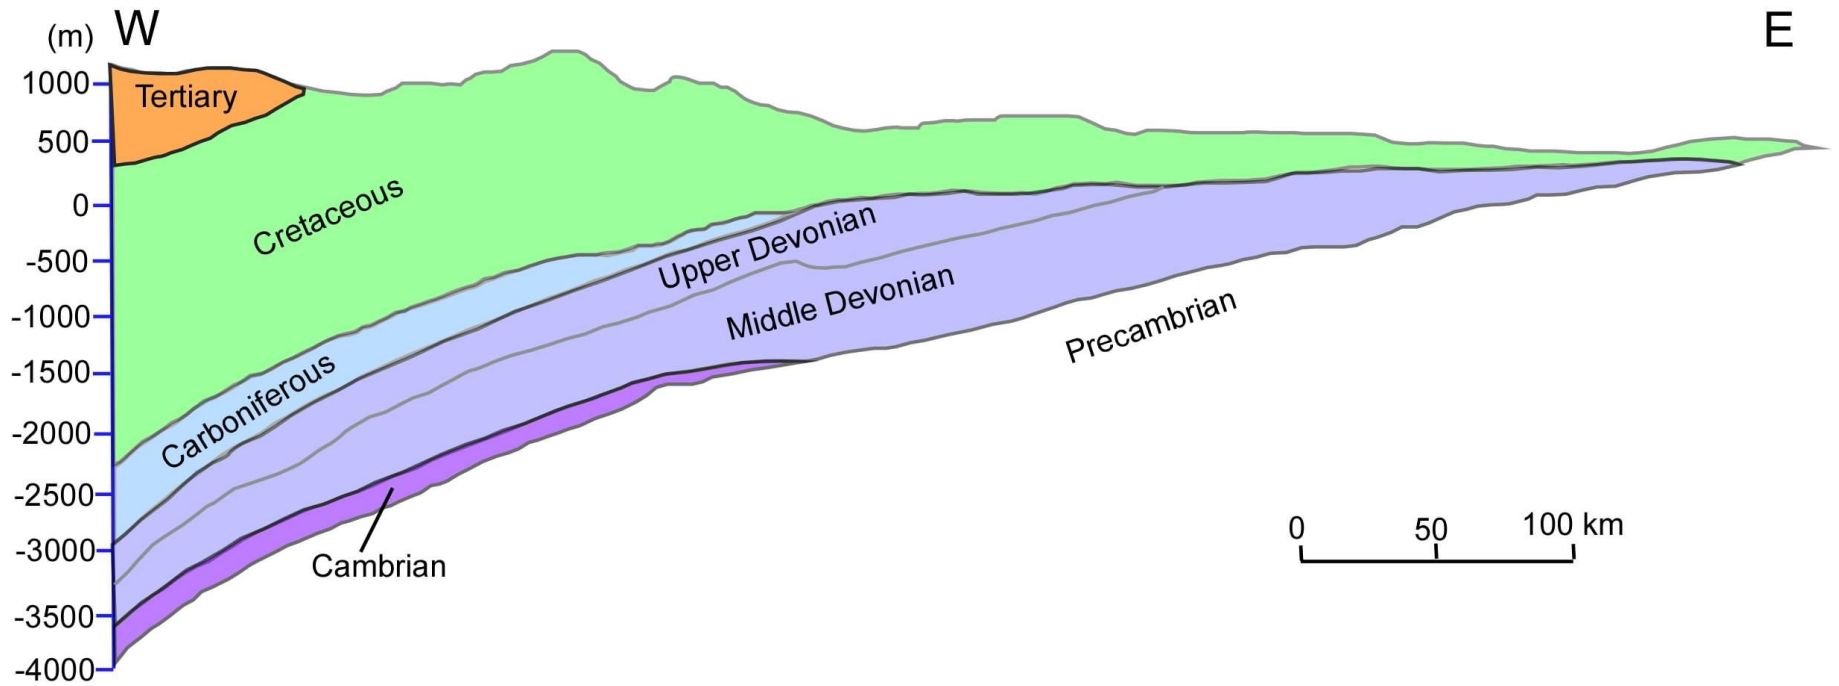 W
E
(m)
1000
500
0
-500
-1000
-1500
-2000
-2500
-3000
-3500
-4000
Tertiary
Cretaceous
Carboniferous
Upper Devonian
Middle Devonian
Precambrian
Cambrian
0 50 100 km